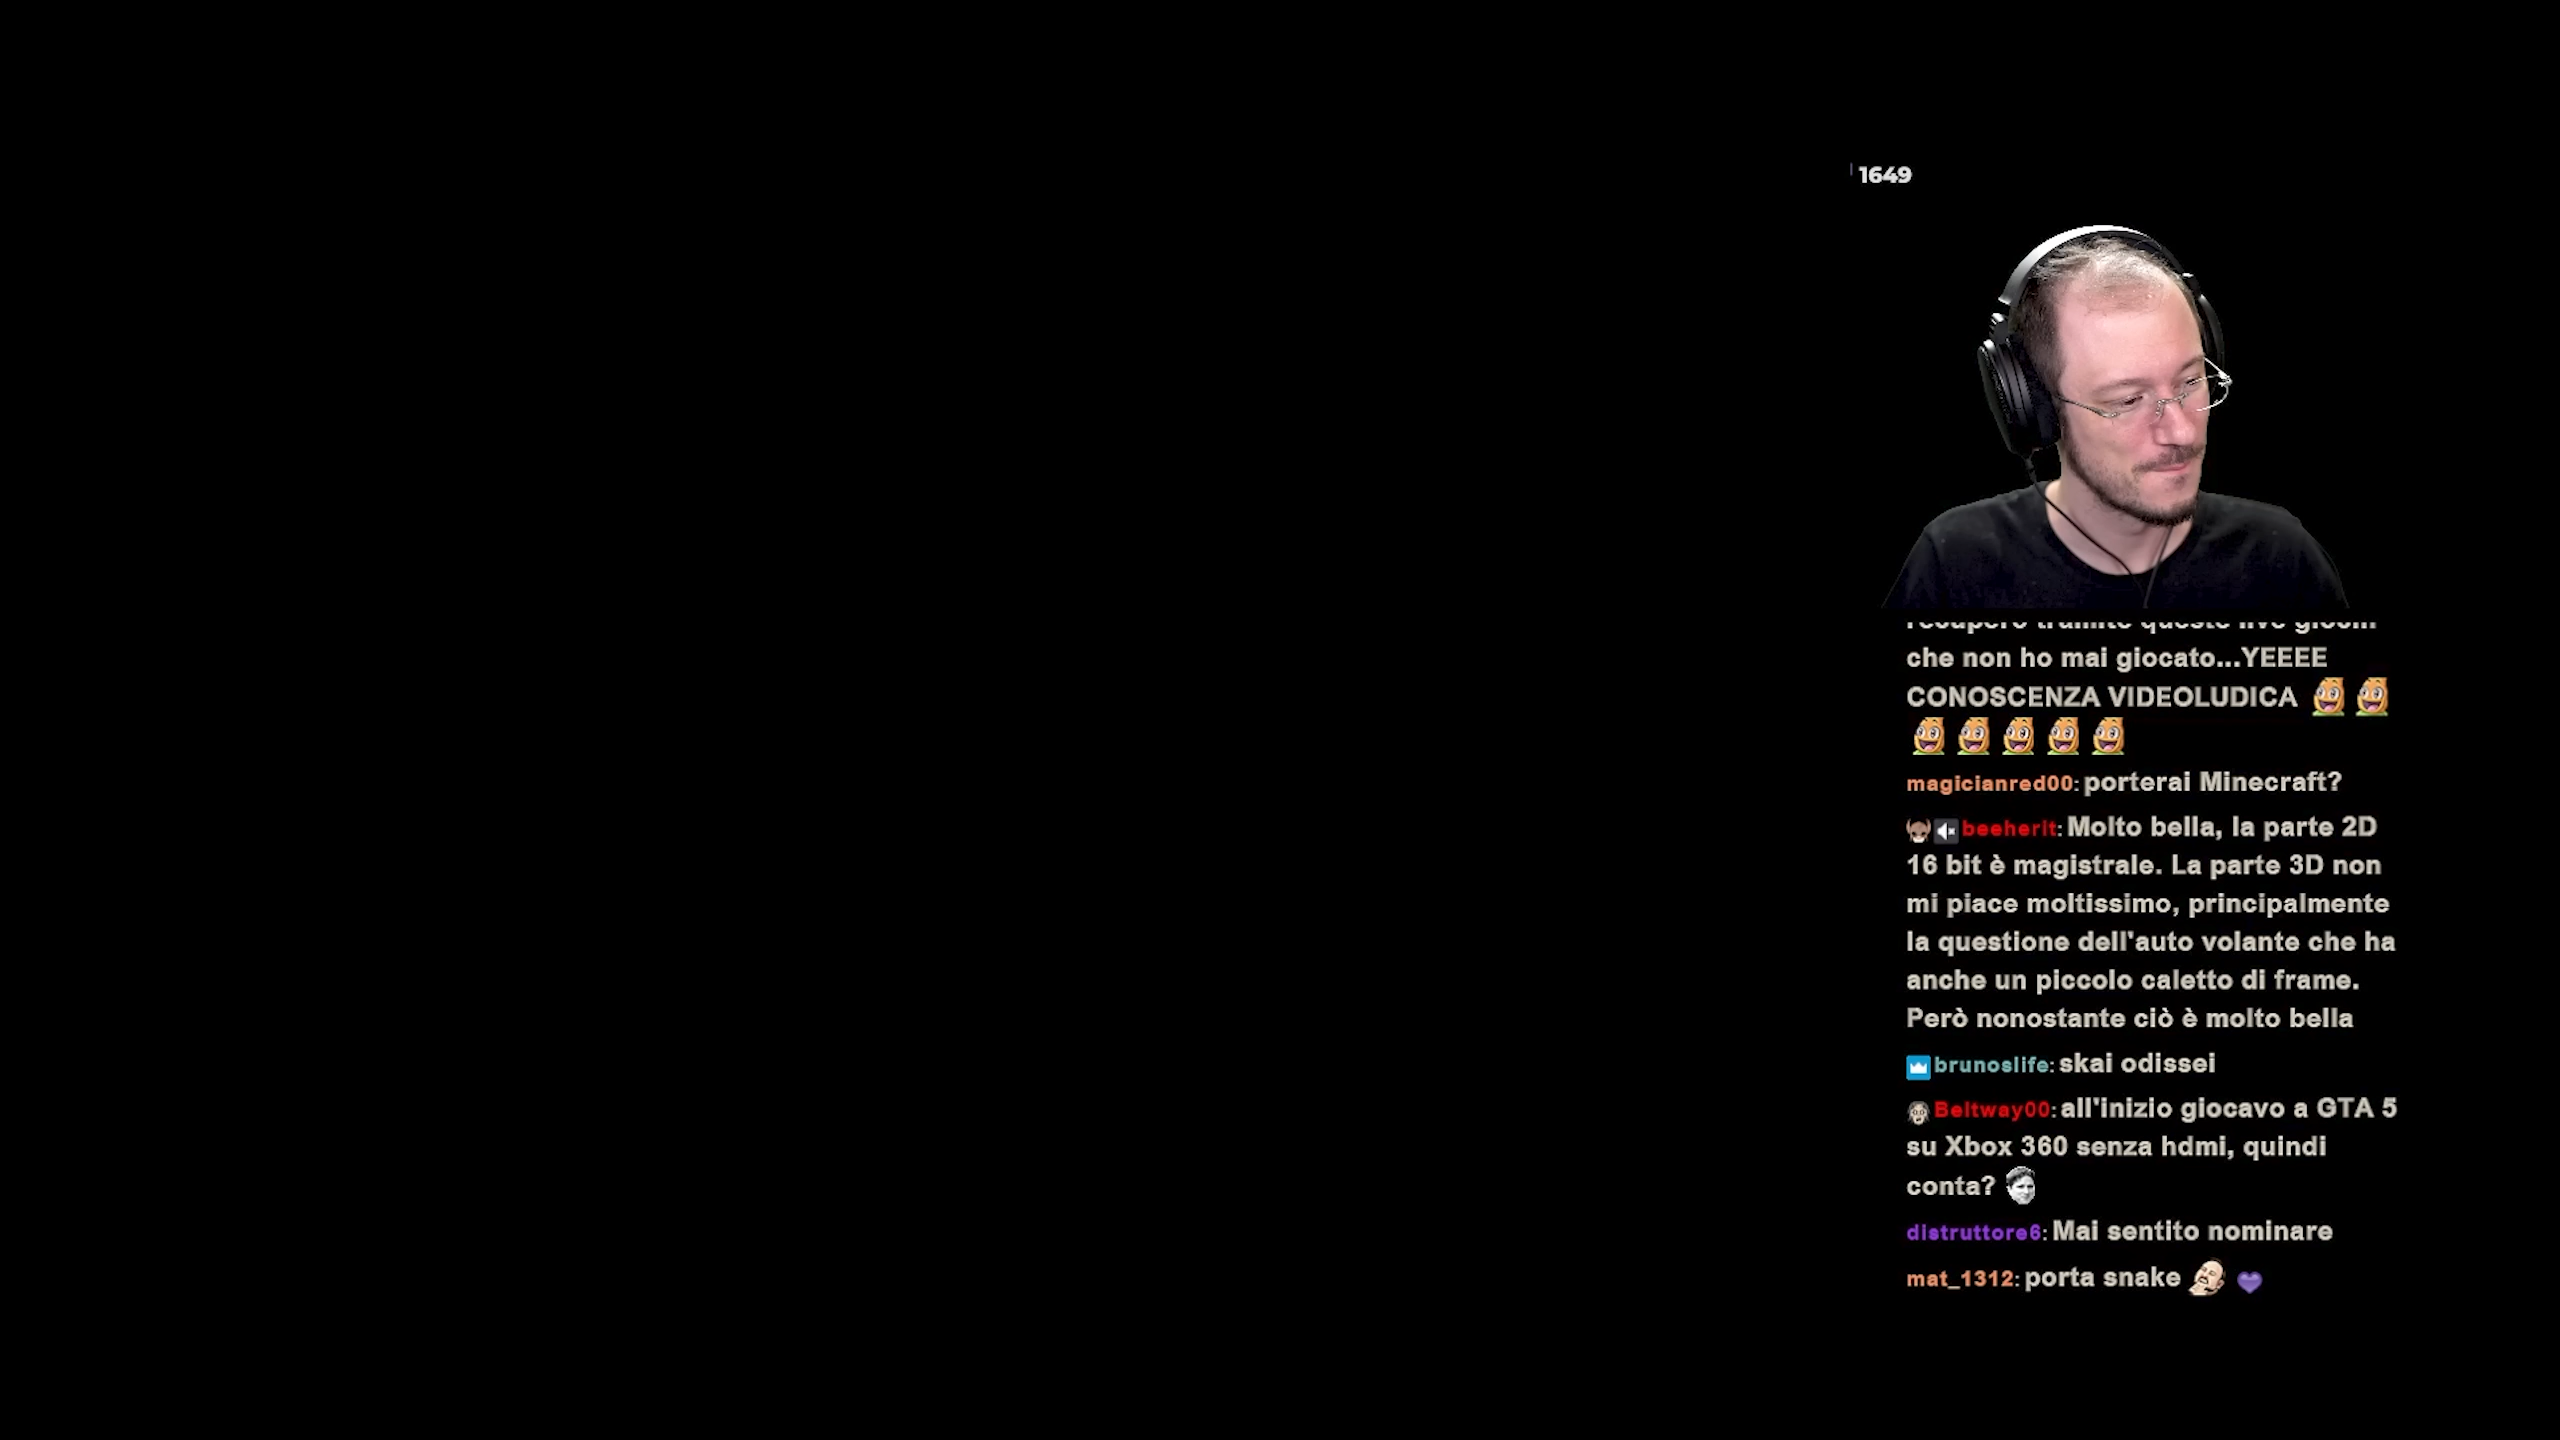 1649
che non ho mai giocato...YEEEE
CONOSCENZA VIDEOLUDICA
magicianred00: porterai Minecraft?
beeherit: Molto bella, la parte 2D
16 bit è magistrale. La parte 3D non
mi piace moltissimo, principalmente
la questione dell'auto volante che ha
anche un piccolo caletto di frame.
Però nonostante ciò è molto bella
brunoslife: skai odissei
Beltway00: all'inizio giocavo a GTA 5
su Xbox 360 senza hdmi, quindi
conta?
distruttore6: Mai sentito nominare
mat_1312: porta snake